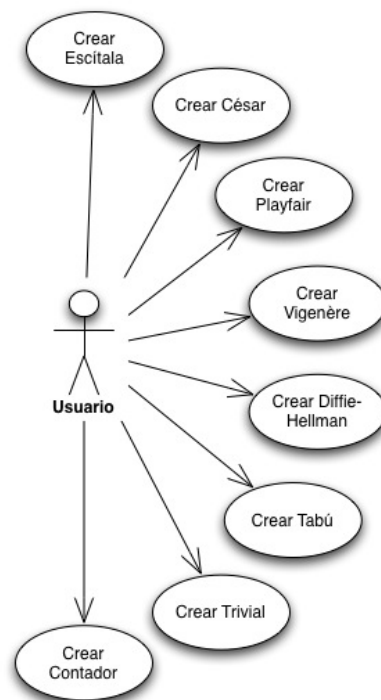 Crear
Escítala
Crear César
Crear
Playfair
Crear
Vigenère
Usuario
Crear Diffie-
Hellman
Crear Tabú
Crear Trivial
Crear
Contador